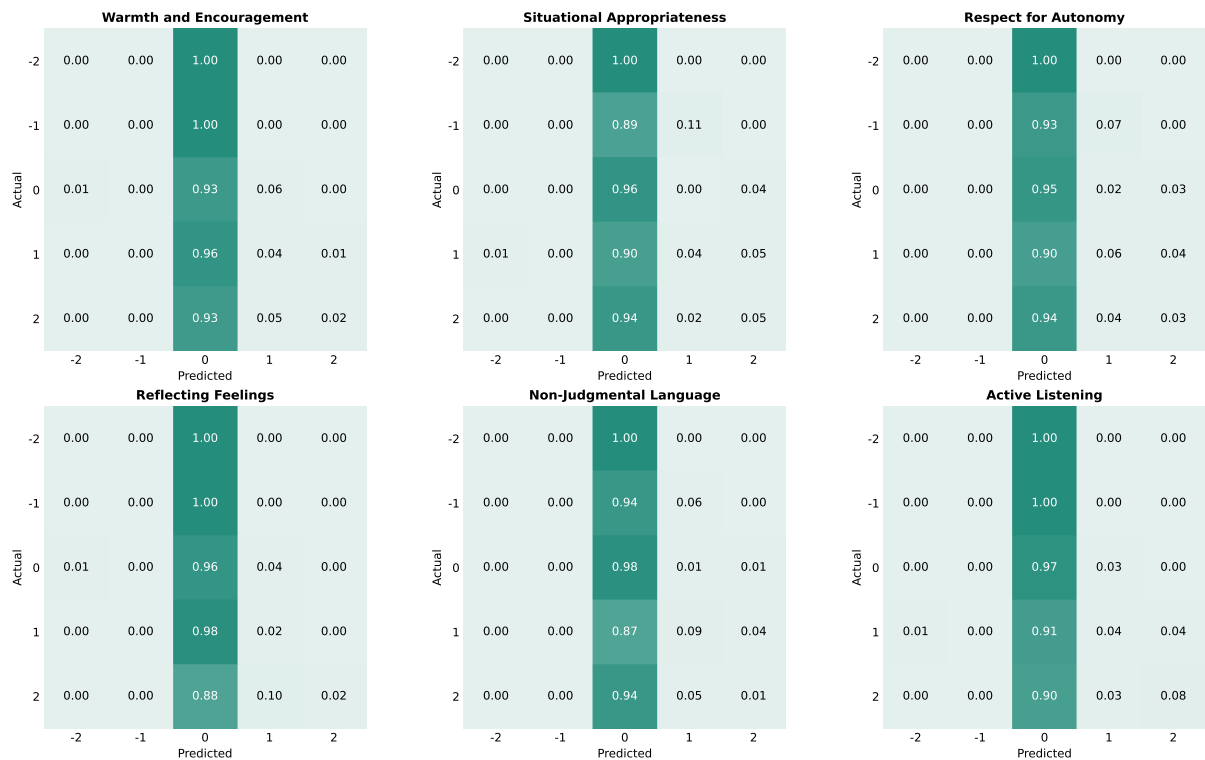 Warmth and Encouragement Situational Appropriateness Respect for Autonomy
-2 0.00 0.00 1.00 0.00 0.00 -2 0.00 0.00 1.00 0.00 0.00 -2 0.00 0.00 1.00 0.00 0.00
-1 0.00 0.00 1.00 0.00 0.00 -1 0.00 0.00 0.89 0.11 0.00 -1 0.00 0.00 0.93 0.07 0.00
Actual 0 0.01 0.00 0.93 0.06 0.00 Actual 0 0.00 0.00 0.96 0.00 0.04 Actual 0 0.00 0.00 0.95 0.02 0.03
1 0.00 0.00 0.96 0.04 0.01 1 0.01 0.00 0.90 0.04 0.05 1 0.00 0.00 0.90 0.06 0.04
2 0.00 0.00 0.93 0.05 0.02 2 0.00 0.00 0.94 0.02 0.05 2 0.00 0.00 0.94 0.04 0.03
-2 -1 0 1 2 -2 -1 0 1 2 -2 -1 0 1 2
Predicted Predicted Predicted
Reflecting Feelings Non-Judgmental Language Active Listening
-2 0.00 0.00 1.00 0.00 0.00 -2 0.00 0.00 1.00 0.00 0.00 -2 0.00 0.00 1.00 0.00 0.00
-1 0.00 0.00 1.00 0.00 0.00 -1 0.00 0.00 0.94 0.06 0.00 -1 0.00 0.00 1.00 0.00 0.00
Actual 0 0.01 0.00 0.96 0.04 0.00 Actual 0 0.00 0.00 0.98 0.01 0.01 Actual 0 0.00 0.00 0.97 0.03 0.00
1 0.00 0.00 0.98 0.02 0.00 1 0.00 0.00 0.87 0.09 0.04 1 0.01 0.00 0.91 0.04 0.04
2 0.00 0.00 0.88 0.10 0.02 2 0.00 0.00 0.94 0.05 0.01 2 0.00 0.00 0.90 0.03 0.08
-2 -1 0 1 2 -2 -1 0 1 2 -2 -1 0 1 2
Predicted Predicted Predicted